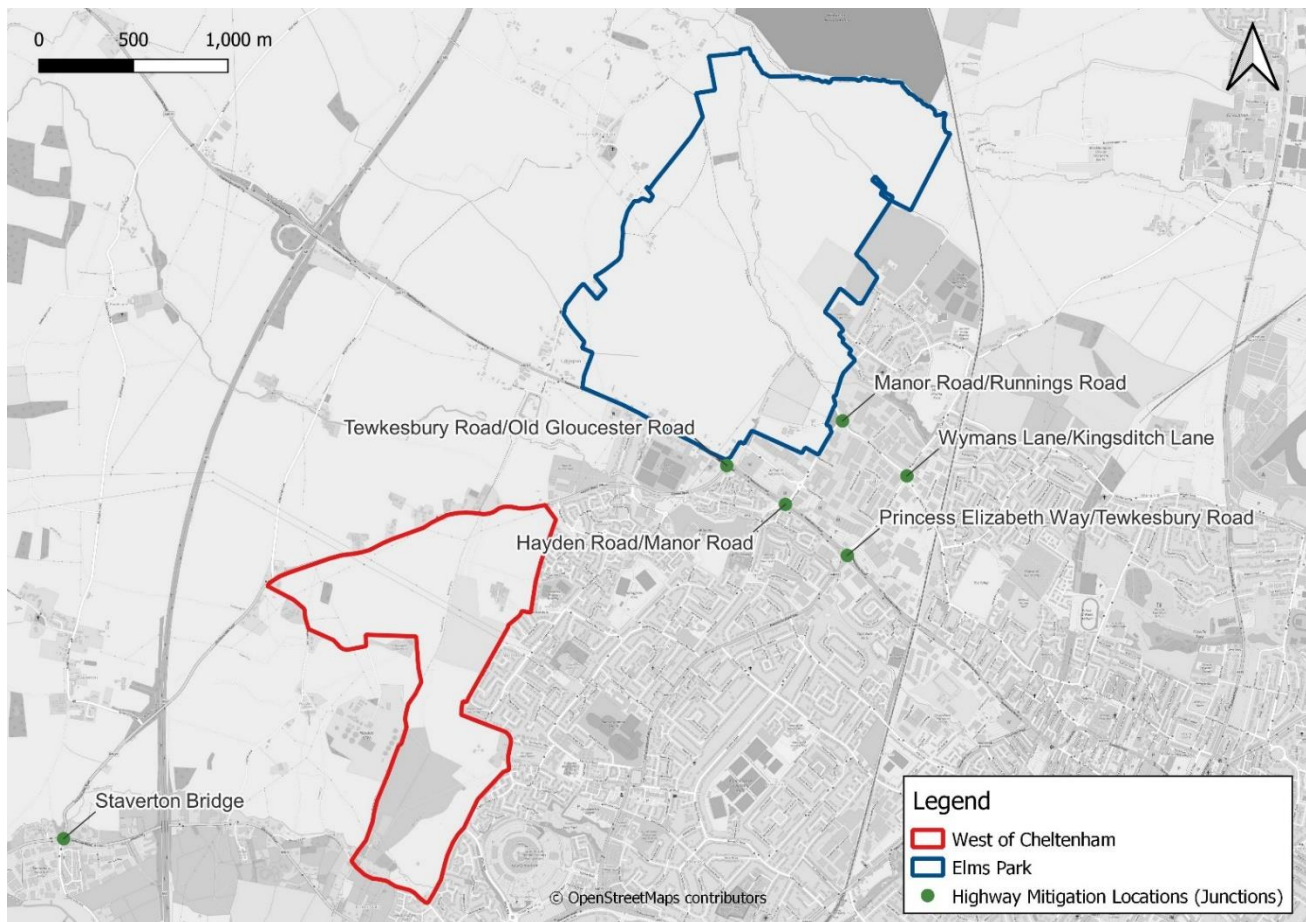 0 500 1,000 m
Manor Road/Runnings Road
Tewkesbury Road/Old Gloucester Road
Wymans Lane/Kingsditch Lane
Princess Elizabeth Way/Tewkesbury Road
Hayden Road/Manor Road
Staverton Bridge
Legend
West of Cheltenham
Elms Park
Highway Mitigation Locations (Junctions)
© OpenStreetMaps contributors